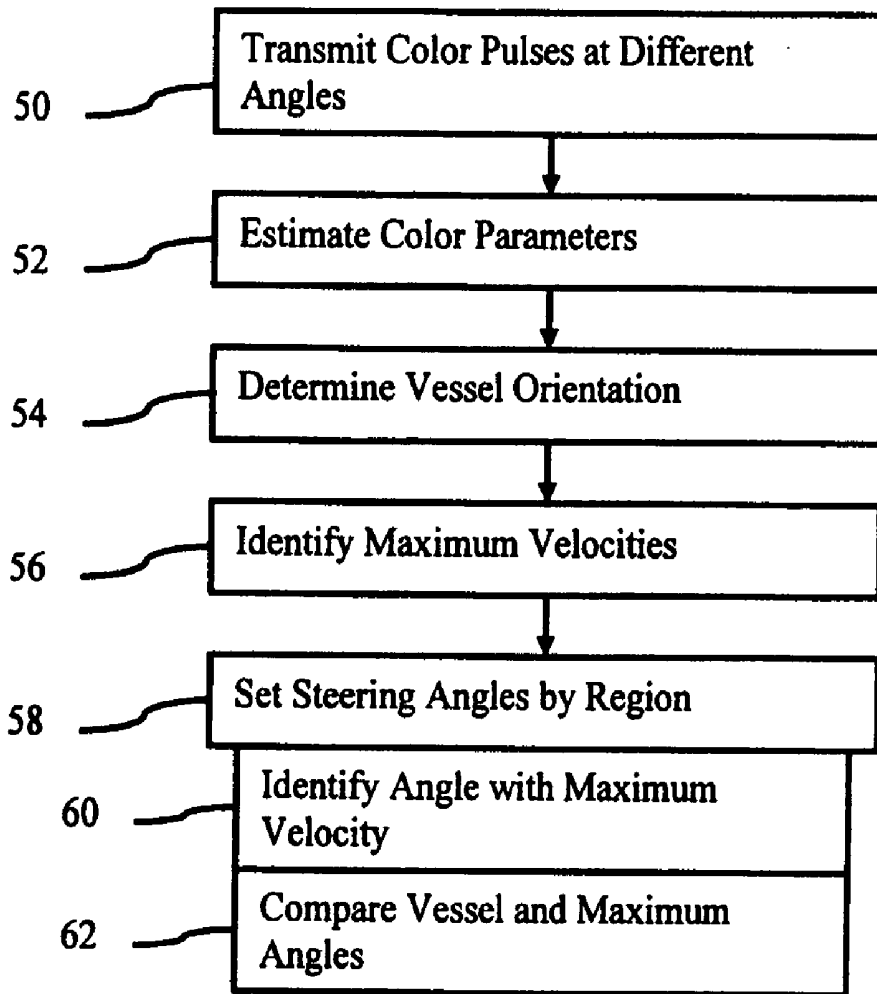 Transmit Color Pulses at Different
Angles
50
Estimate Color Parameters
52
Determine Vessel Orientation
54
Identify Maximum Velocities
56
Set Steering Angles by Region
58
Identify Angle with Maximum
Velocity
60
Compare Vessel and Maximum
Angles
62